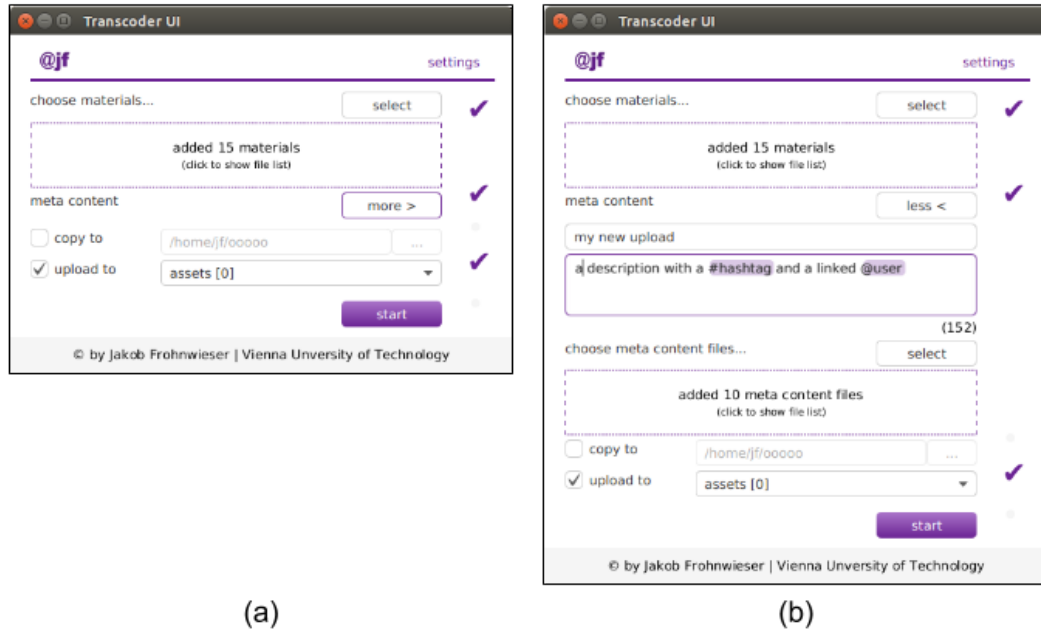 Transcoder UI
@jf
settings
choose materials...
select
added 15 materials
(click to show file list)
meta content
more >
copy to
/home/jf/ooooo
...
upload to
assets [0]
start
© by Jakob Frohnwieser | Vienna Unversity of Technology
(a)
Transcoder UI
@jf
settings
choose materials...
select
added 15 materials
(click to show file list)
meta content
less <
my new upload
a description with a #hashtag and a linked @user
(152)
choose meta content files...
select
added 10 meta content files
(click to show file list)
copy to
/home/jf/ooooo
...
upload to
assets [0]
start
© by Jakob Frohnwieser | Vienna Unversity of Technology
(b)